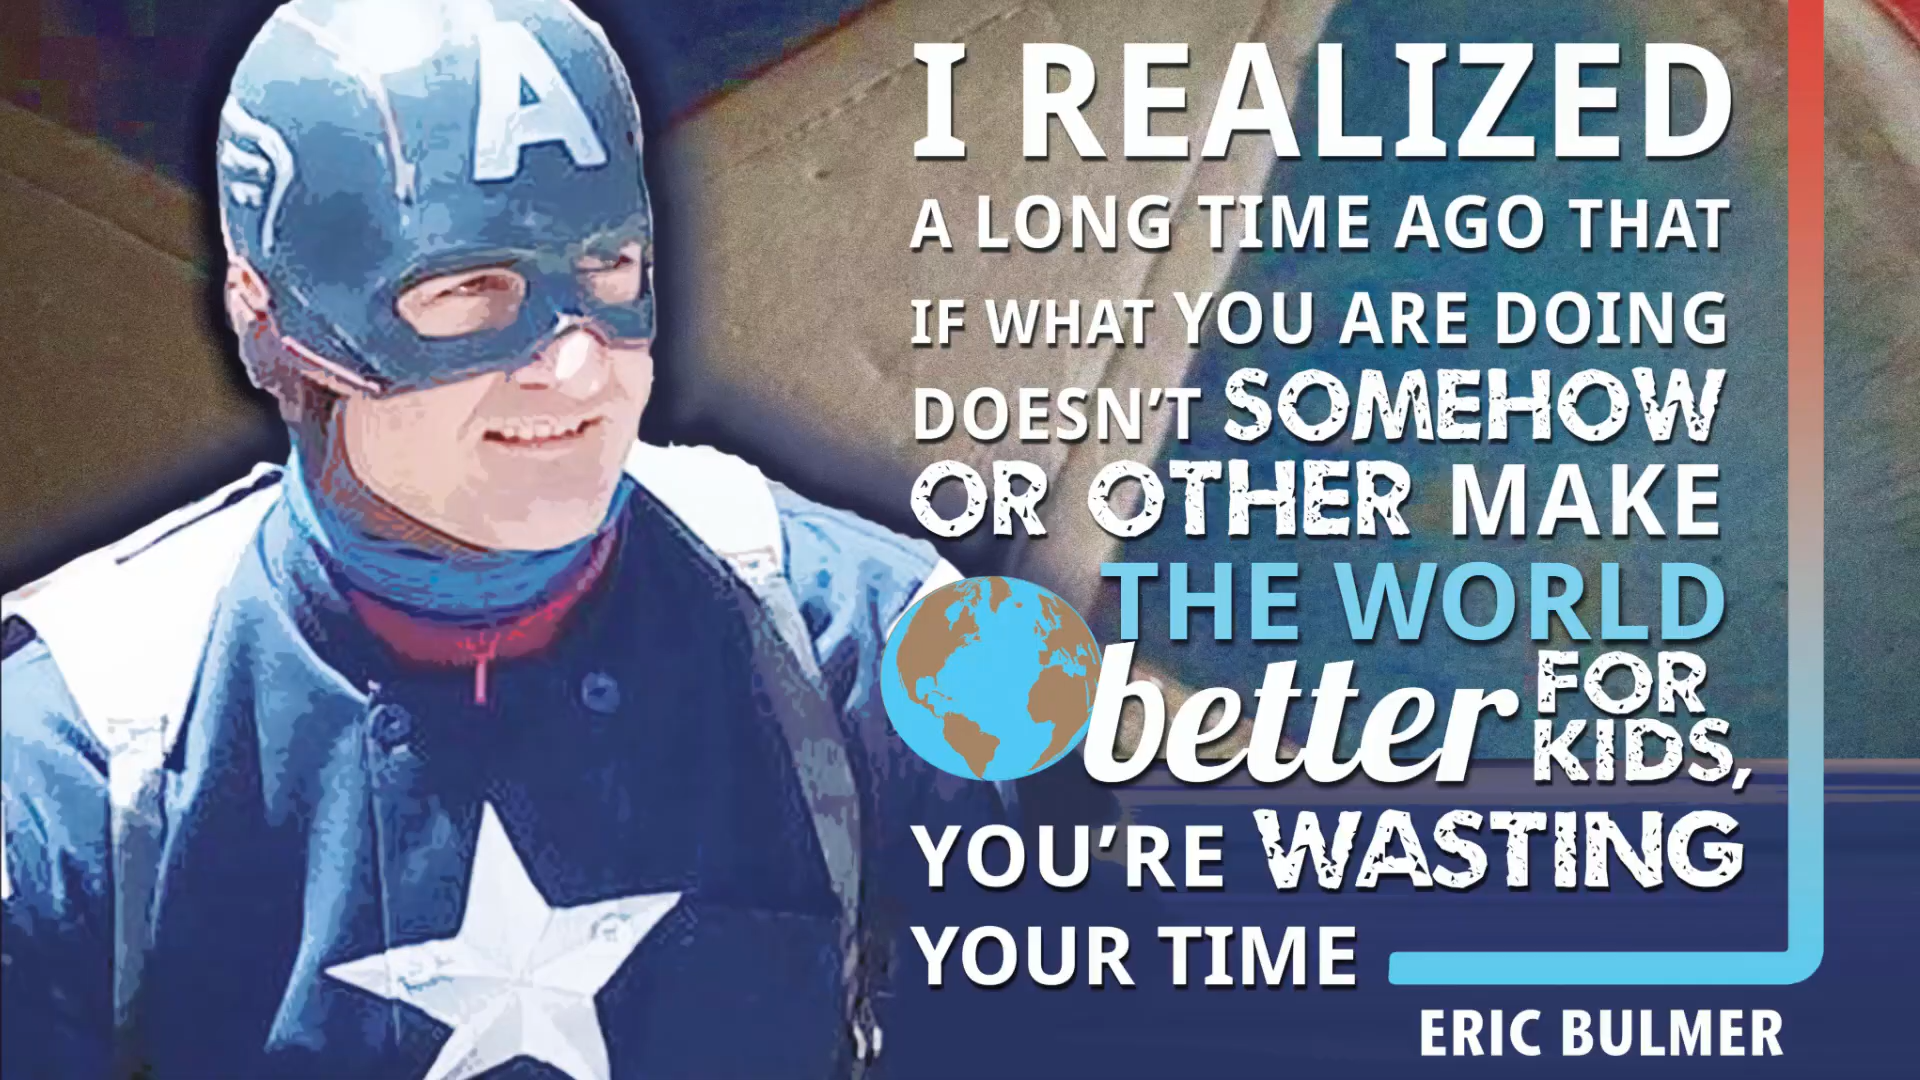 A
I REALIZED
A LONG TIME AGO THAT
IF WHAT YOU ARE DOING
DOESN'T SOMEHOW
OR OTHER MAKE
THE WORLD
better FOR
KIDS,
YOU'RE WASTING
YOUR TIME
ERIC BULMER